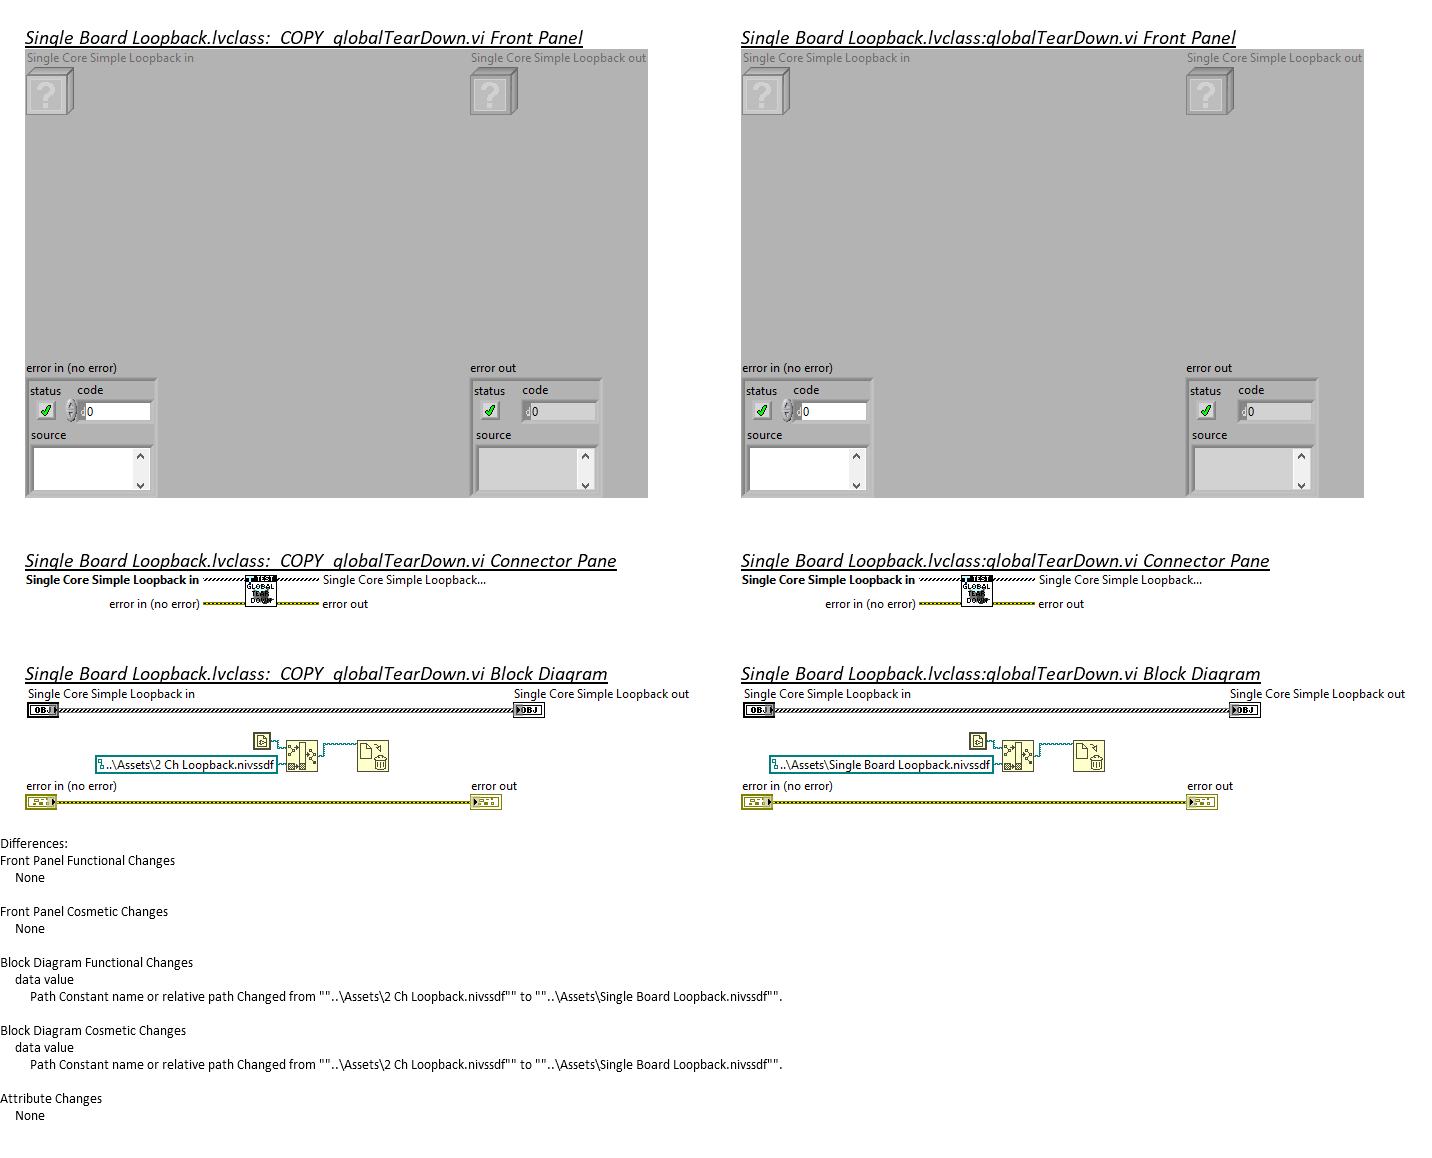 Single Board Loopback.lvclass:_COPY_globalTearDown.vi Front Panel
Single Core Simple Loopback in
Single Core Simple Loopback out
?
?
error in (no error)
error out
status code
status code
d 0
d 0
source
source
Single Board Loopback.lvclass:globalTearDown.vi Front Panel
Single Core Simple Loopback in
Single Core Simple Loopback out
?
?
error in (no error)
error out
status code
status code
d 0
d 0
source
source
Single Board Loopback.lvclass:_COPY_globalTearDown.vi Connector Pane
Single Core Simple Loopback in
TEST
GLOBAL
TEAR
DOWN
Single Core Simple Loopback...
error in (no error)
error out
Single Board Loopback.lvclass:globalTearDown.vi Connector Pane
Single Core Simple Loopback in
TEST
GLOBAL
TEAR
DOWN
Single Core Simple Loopback...
error in (no error)
error out
Single Board Loopback.lvclass:_COPY_globalTearDown.vi Block Diagram
Single Core Simple Loopback in
Single Core Simple Loopback out
OBJ
OBJ
..\Assets\2 Ch Loopback.nivssdf
error in (no error)
error out
Single Board Loopback.lvclass:globalTearDown.vi Block Diagram
Single Core Simple Loopback in
Single Core Simple Loopback out
OBJ
OBJ
..\Assets\Single Board Loopback.nivssdf
error in (no error)
error out
Differences:
Front Panel Functional Changes
None
Front Panel Cosmetic Changes
None
Block Diagram Functional Changes
data value
Path Constant name or relative path Changed from ""..\Assets\2 Ch Loopback.nivssdf"" to ""..\Assets\Single Board Loopback.nivssdf"".
Block Diagram Cosmetic Changes
data value
Path Constant name or relative path Changed from ""..\Assets\2 Ch Loopback.nivssdf"" to ""..\Assets\Single Board Loopback.nivssdf"".
Attribute Changes
None